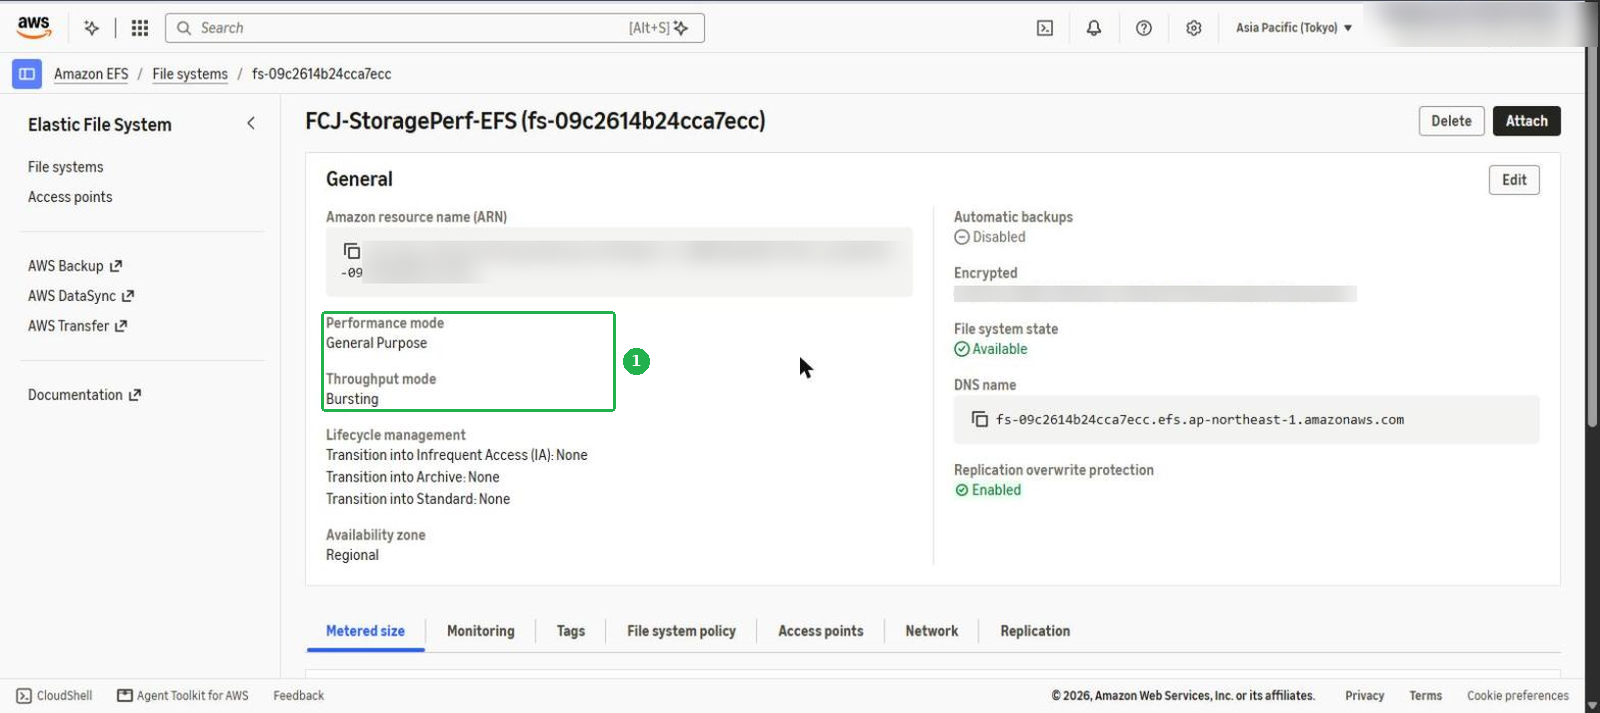 aws
Search
[Alt+S]
Asia Pacific (Tokyo)
Amazon EFS / File systems / fs-09c2614b24cca7ecc
Elastic File System
File systems
Access points
AWS Backup
AWS DataSync
AWS Transfer
Documentation
FCJ-StoragePerf-EFS (fs-09c2614b24cca7ecc)
Delete
Attach
General
Edit
Amazon resource name (ARN)
-09
Performance mode
General Purpose
Throughput mode
Bursting
1
Lifecycle management
Transition into Infrequent Access (IA): None
Transition into Archive: None
Transition into Standard: None
Availability zone
Regional
Automatic backups
Disabled
Encrypted
File system state
Available
DNS name
fs-09c2614b24cca7ecc.efs.ap-northeast-1.amazonaws.com
Replication overwrite protection
Enabled
Metered size
Monitoring
Tags
File system policy
Access points
Network
Replication
CloudShell
Agent Toolkit for AWS
Feedback
© 2026, Amazon Web Services, Inc. or its affiliates.
Privacy
Terms
Cookie preferences